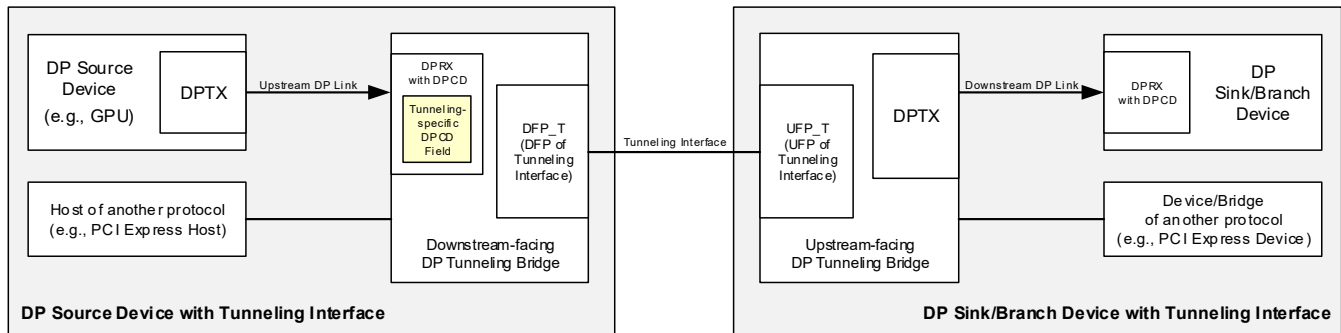 DP Source
Device
(e.g., GPU)
DPTX
Upstream DP Link
DPRX
with DPCD
Tunneling-
specific
DPCD
Field
DFP_T
(DFP of
Tunneling
Interface)
Host of another protocol
(e.g., PCI Express Host)
Downstream-facing
DP Tunneling Bridge
DP Source Device with Tunneling Interface
Tunneling Interface
UFP_T
(UFP of
Tunneling
Interface)
DPTX
Downstream DP Link
DPRX
with DPCD
DP
Sink/Branch
Device
Upstream-facing
DP Tunneling Bridge
Device/Bridge
of another protocol
(e.g., PCI Express Device)
DP Sink/Branch Device with Tunneling Interface